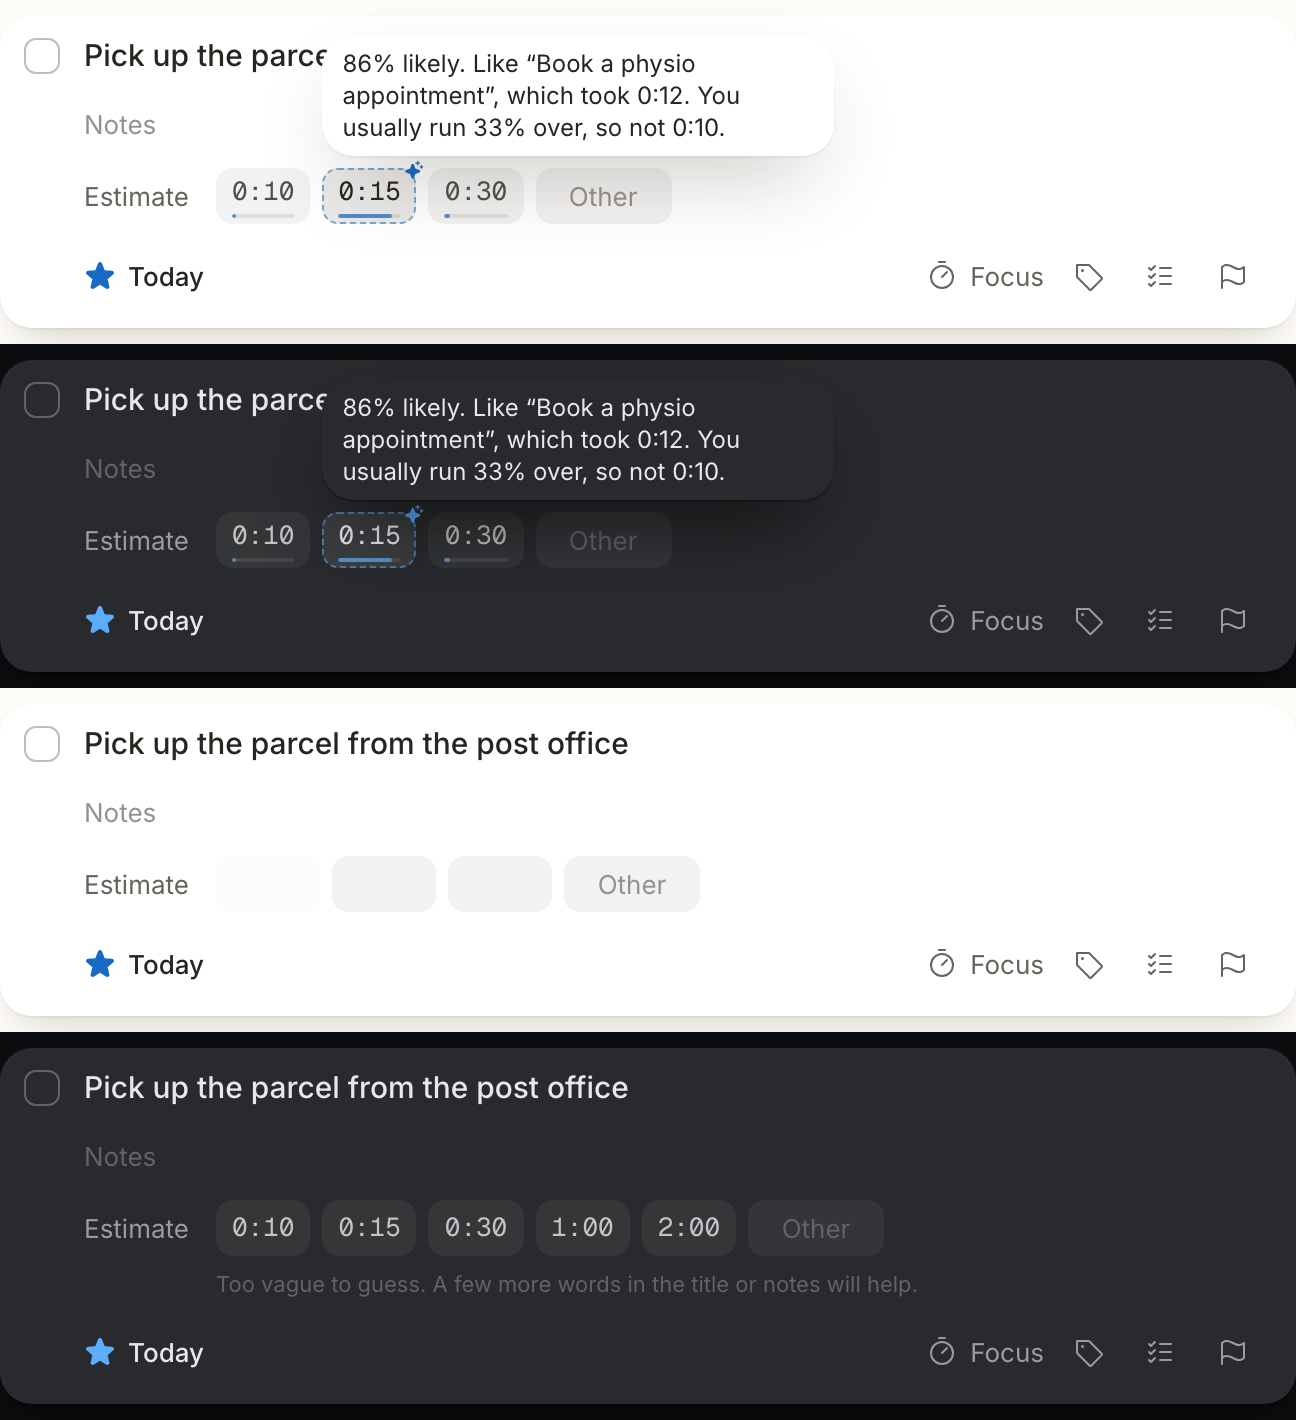 Pick up the parce
86% likely. Like “Book a physio
appointment”, which took 0:12. You
usually run 33% over, so not 0:10.
Notes
Estimate 0:10 0:15 0:30 Other
Today Focus
Pick up the parce
86% likely. Like “Book a physio
appointment”, which took 0:12. You
usually run 33% over, so not 0:10.
Notes
Estimate 0:10 0:15 0:30 Other
Today Focus
Pick up the parcel from the post office
Notes
Estimate Other
Today Focus
Pick up the parcel from the post office
Notes
Estimate 0:10 0:15 0:30 1:00 2:00 Other
Too vague to guess. A few more words in the title or notes will help.
Today Focus